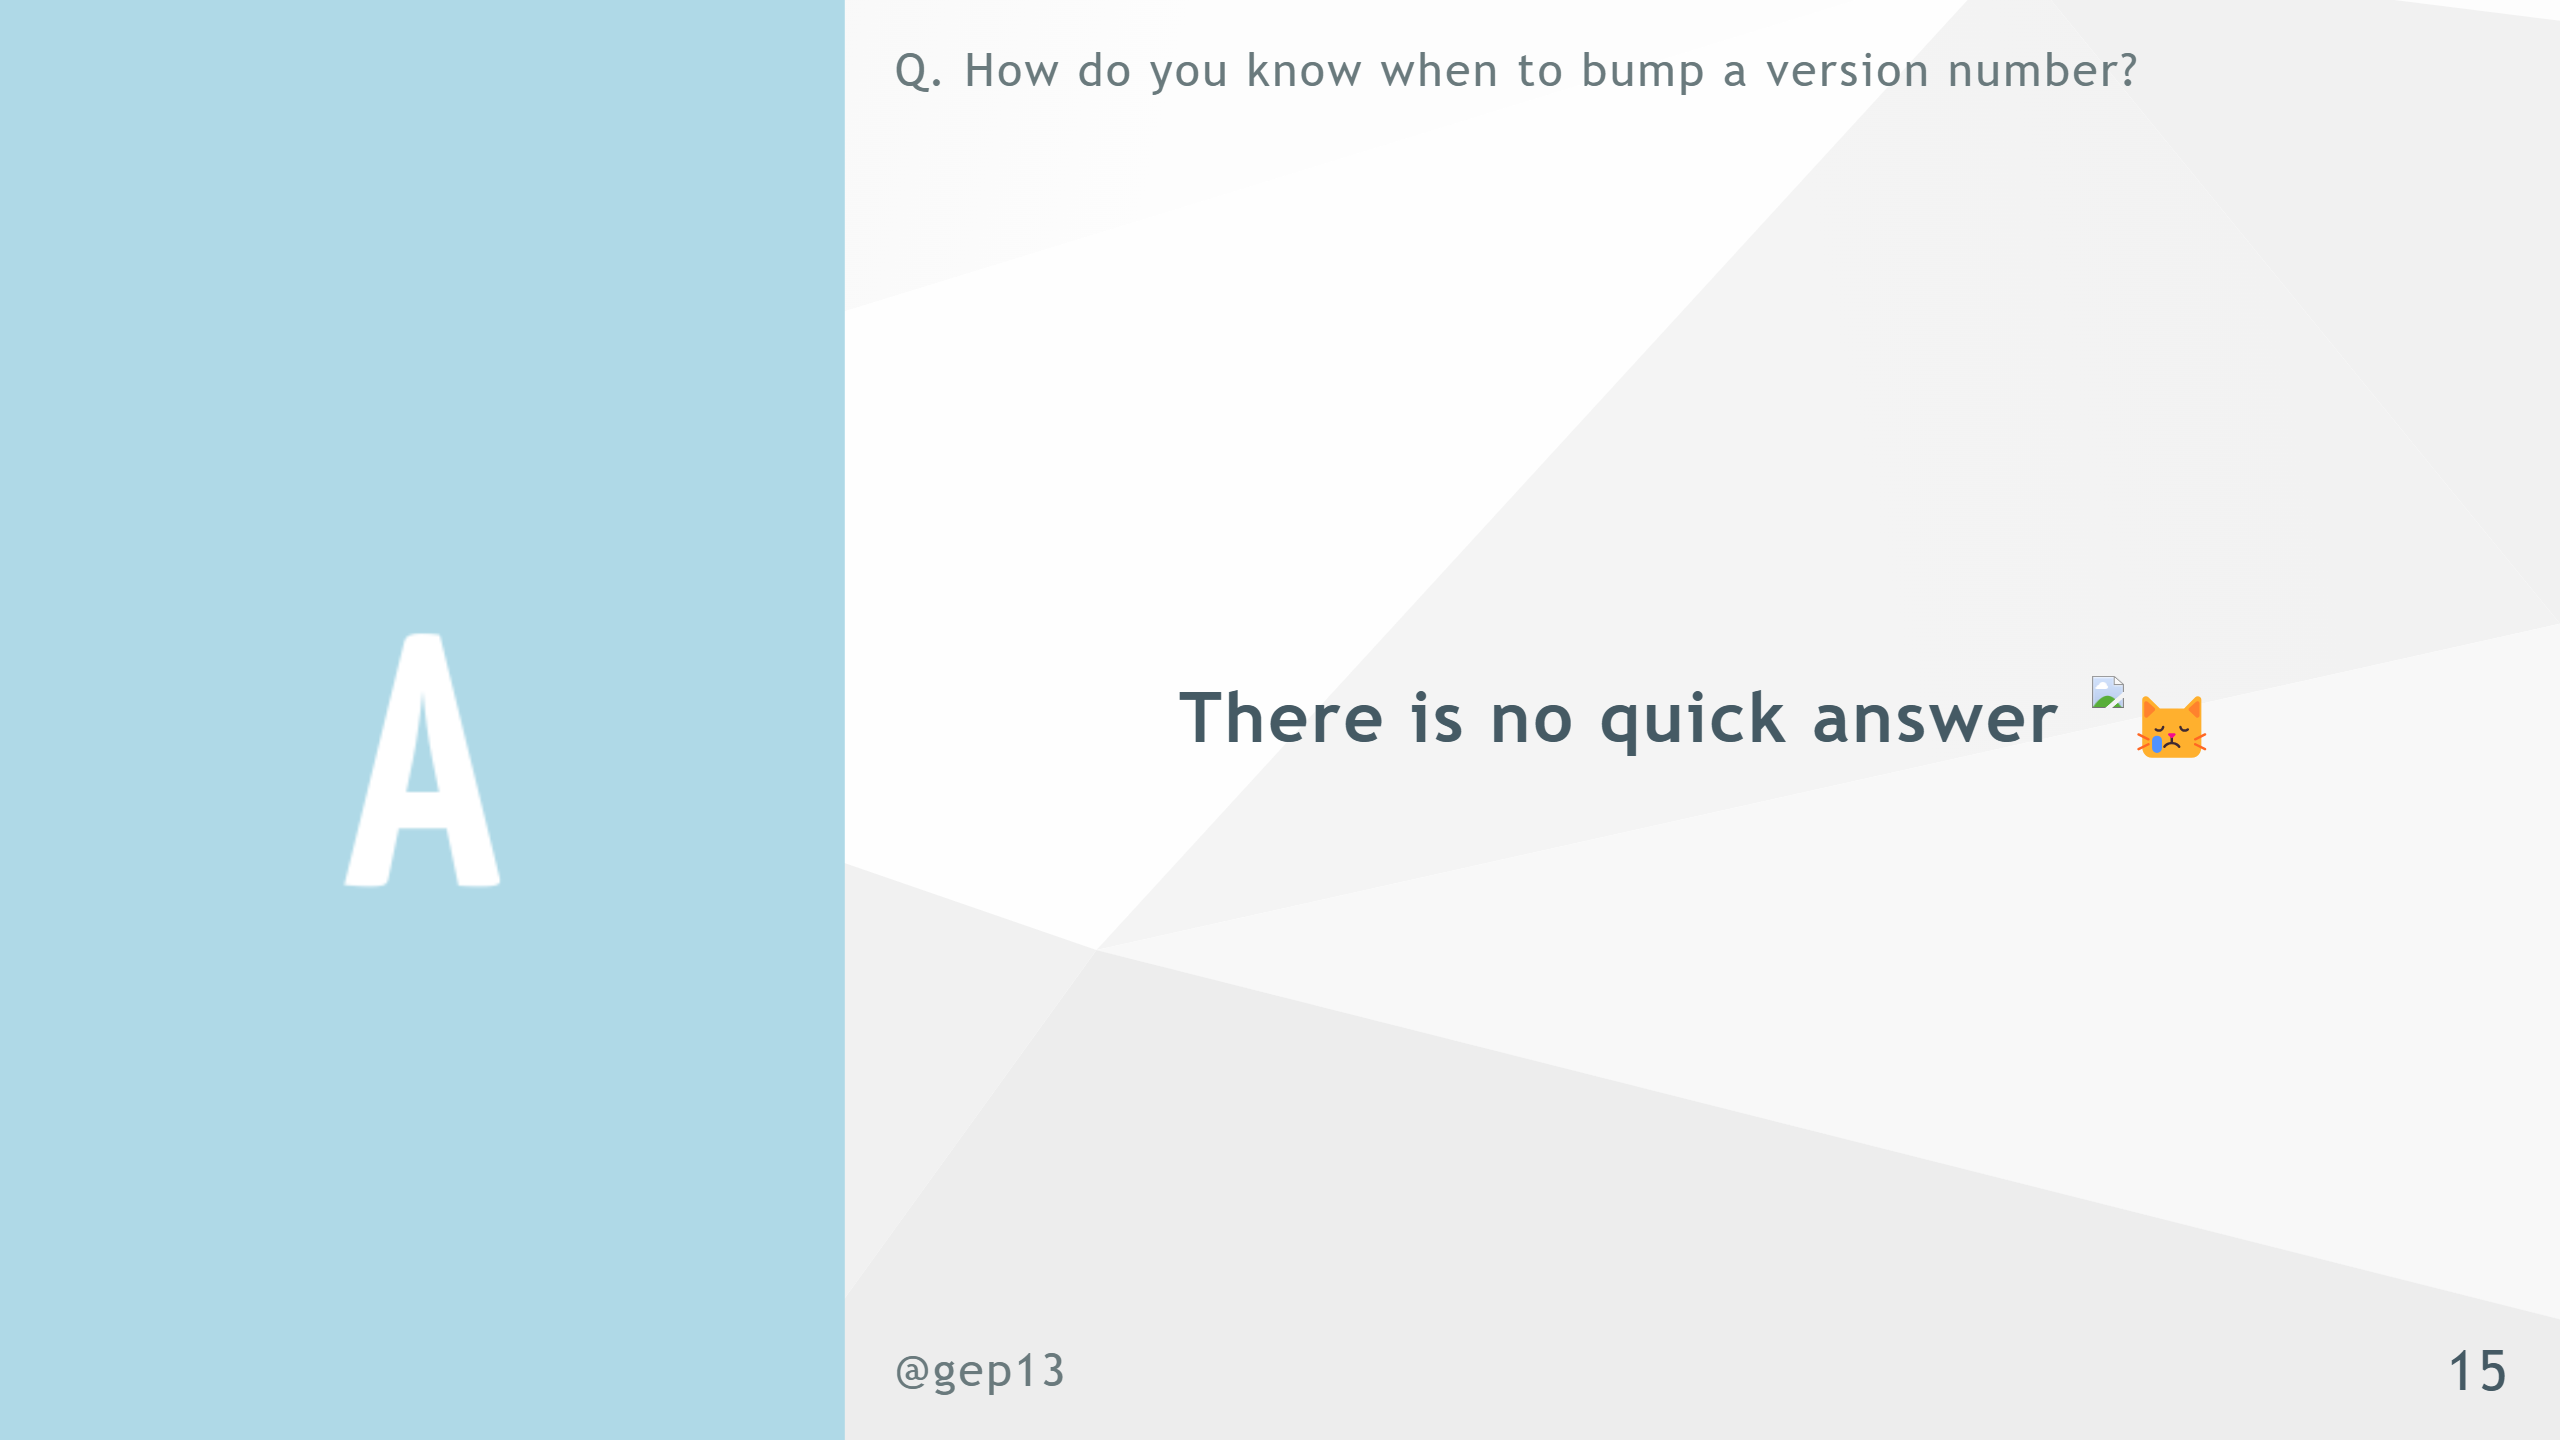 Q. How do you know when to bump a version number?
A
There is no quick answer 😿
@gep13
15